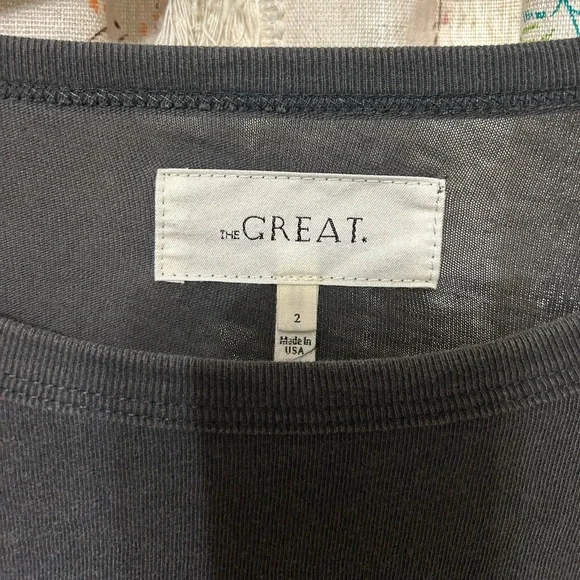 THE GREAT.
2
Made In
USA